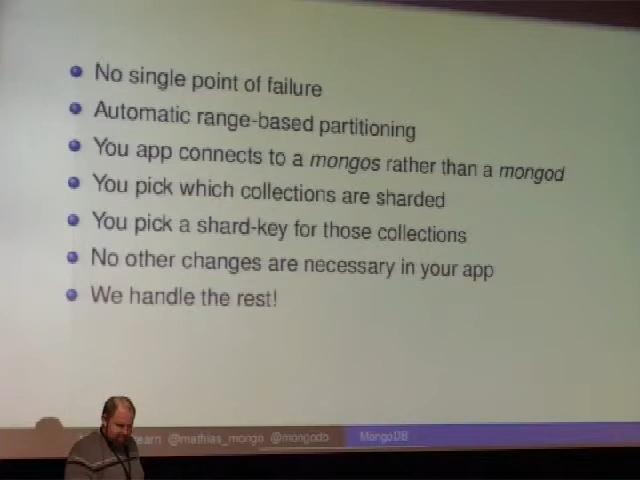 No single point of failure
Automatic range-based partitioning
You app connects to a mongos rather than a mongod
You pick which collections are sharded
You pick a shard-key for those collections
No other changes are necessary in your app
We handle the rest!
@mathias_mongo @mongodb MongoDB